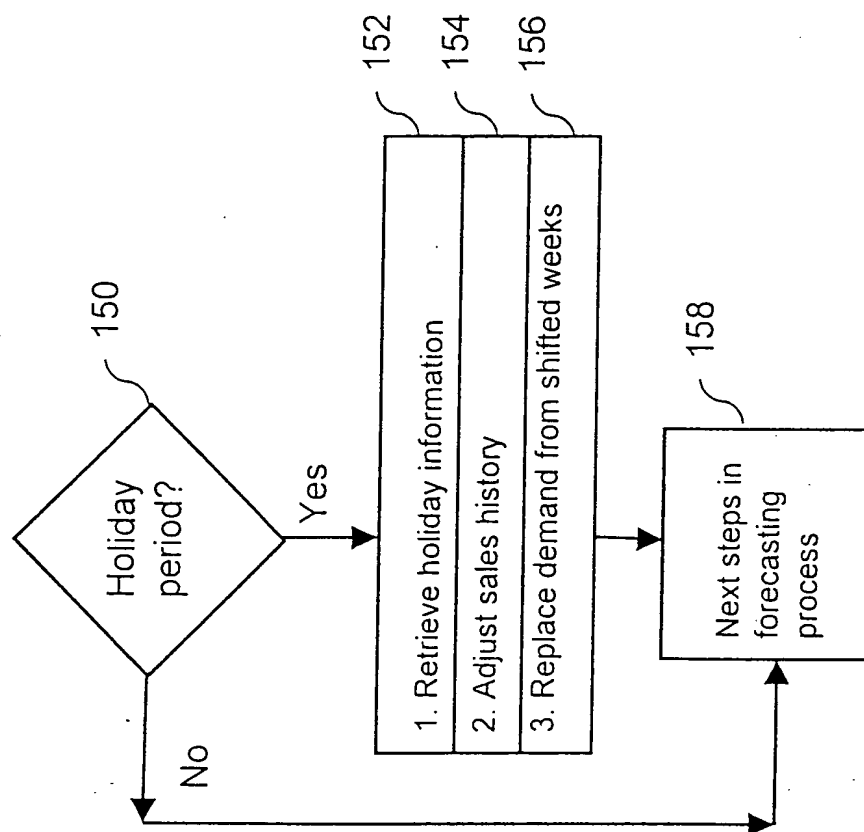 150
Holiday
period?
Yes
No
1. Retrieve holiday information
152
2. Adjust sales history
154
3. Replace demand from shifted weeks
156
158
Next steps in
forecasting
process